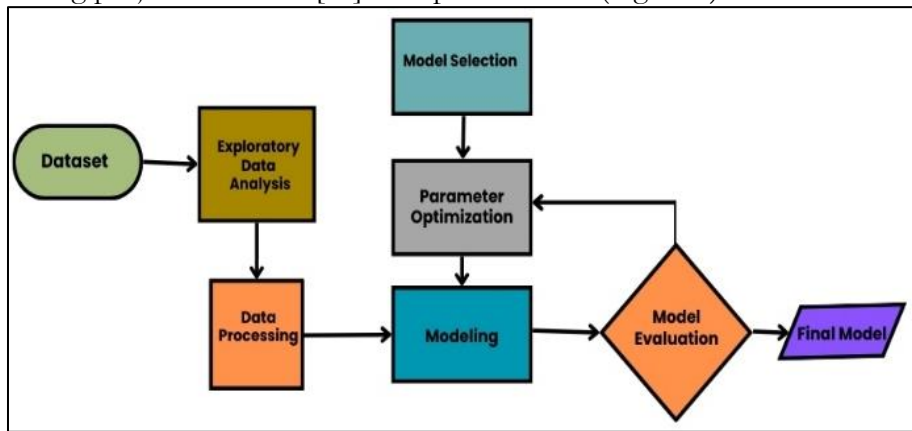 Model Selection
Dataset
Exploratory
Data
Analysis
Parameter
Optimization
Data
Processing
Modeling
Model
Evaluation
Final Model